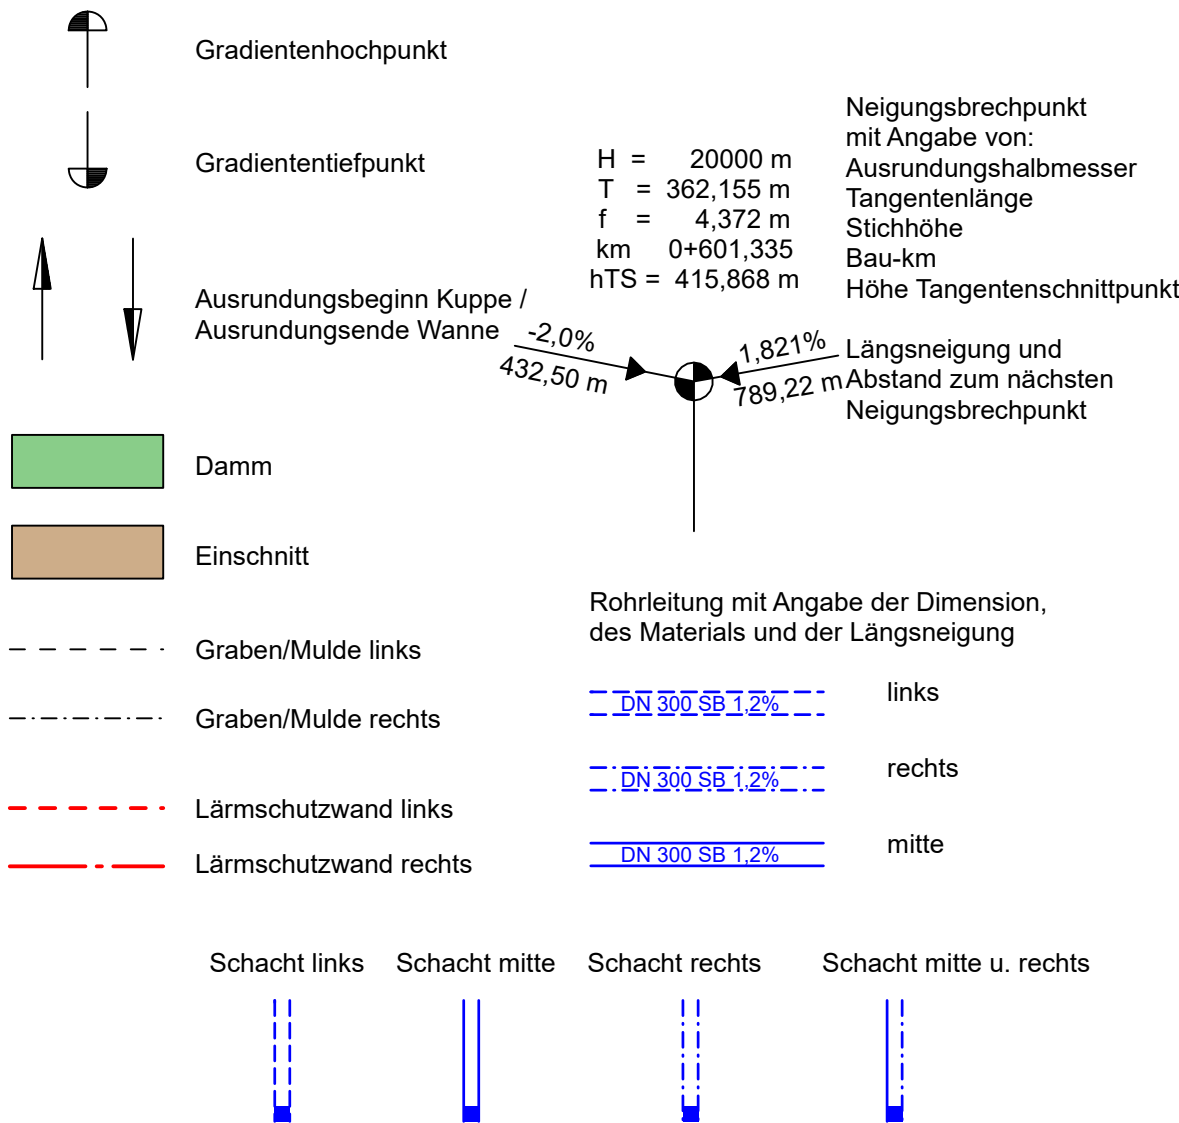 Gradientenhochpunkt
Gradiententiefpunkt
Ausrundungsbeginn Kuppe /
Ausrundungsende Wanne
H = 20000 m
T = 362,155 m
f = 4,372 m
km 0+601,335
hTS = 415,868 m
Neigungsbrechpunkt
mit Angabe von:
Ausrundungshalbmesser
Tangentenlänge
Stichhöhe
Bau-km
Höhe Tangentenschnittpunkt
-2,0%
432,50 m
1,821%
789,22 m
Längsneigung und
Abstand zum nächsten
Neigungsbrechpunkt
Damm
Einschnitt
Graben/Mulde links
Graben/Mulde rechts
Lärmschutzwand links
Lärmschutzwand rechts
Rohrleitung mit Angabe der Dimension,
des Materials und der Längsneigung
DN 300 SB 1,2%
links
DN 300 SB 1,2%
rechts
DN 300 SB 1,2%
mitte
Schacht links
Schacht mitte
Schacht rechts
Schacht mitte u. rechts